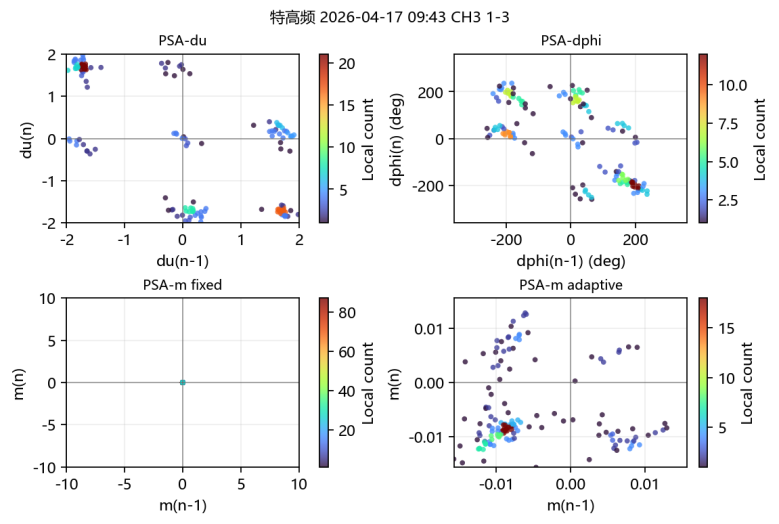 特高频 2026-04-17 09:43 CH3 1-3
PSA-du
2
1
0
-1
-2
du(n)
-2
-1
0
1
2
du(n-1)
20
15
10
5
Local count
PSA-dphi
200
0
-200
dphi(n) (deg)
-200
0
200
dphi(n-1) (deg)
10.0
7.5
5.0
2.5
Local count
PSA-m fixed
10
5
0
-5
-10
m(n)
-10
-5
0
5
10
m(n-1)
80
60
40
20
Local count
PSA-m adaptive
0.01
0.00
-0.01
m(n)
-0.01
0.00
0.01
m(n-1)
15
10
5
Local count